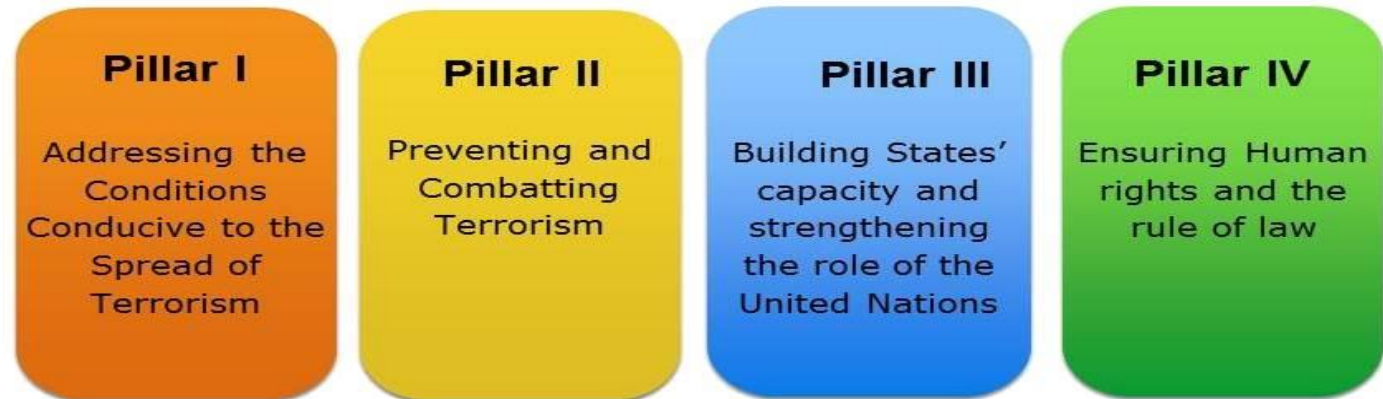 Pillar I
Addressing the
Conditions
Conducive to the
Spread of
Terrorism
Pillar II
Preventing and
Combatting
Terrorism
Pillar III
Building States’
capacity and
strengthening
the role of the
United Nations
Pillar IV
Ensuring Human
rights and the
rule of law